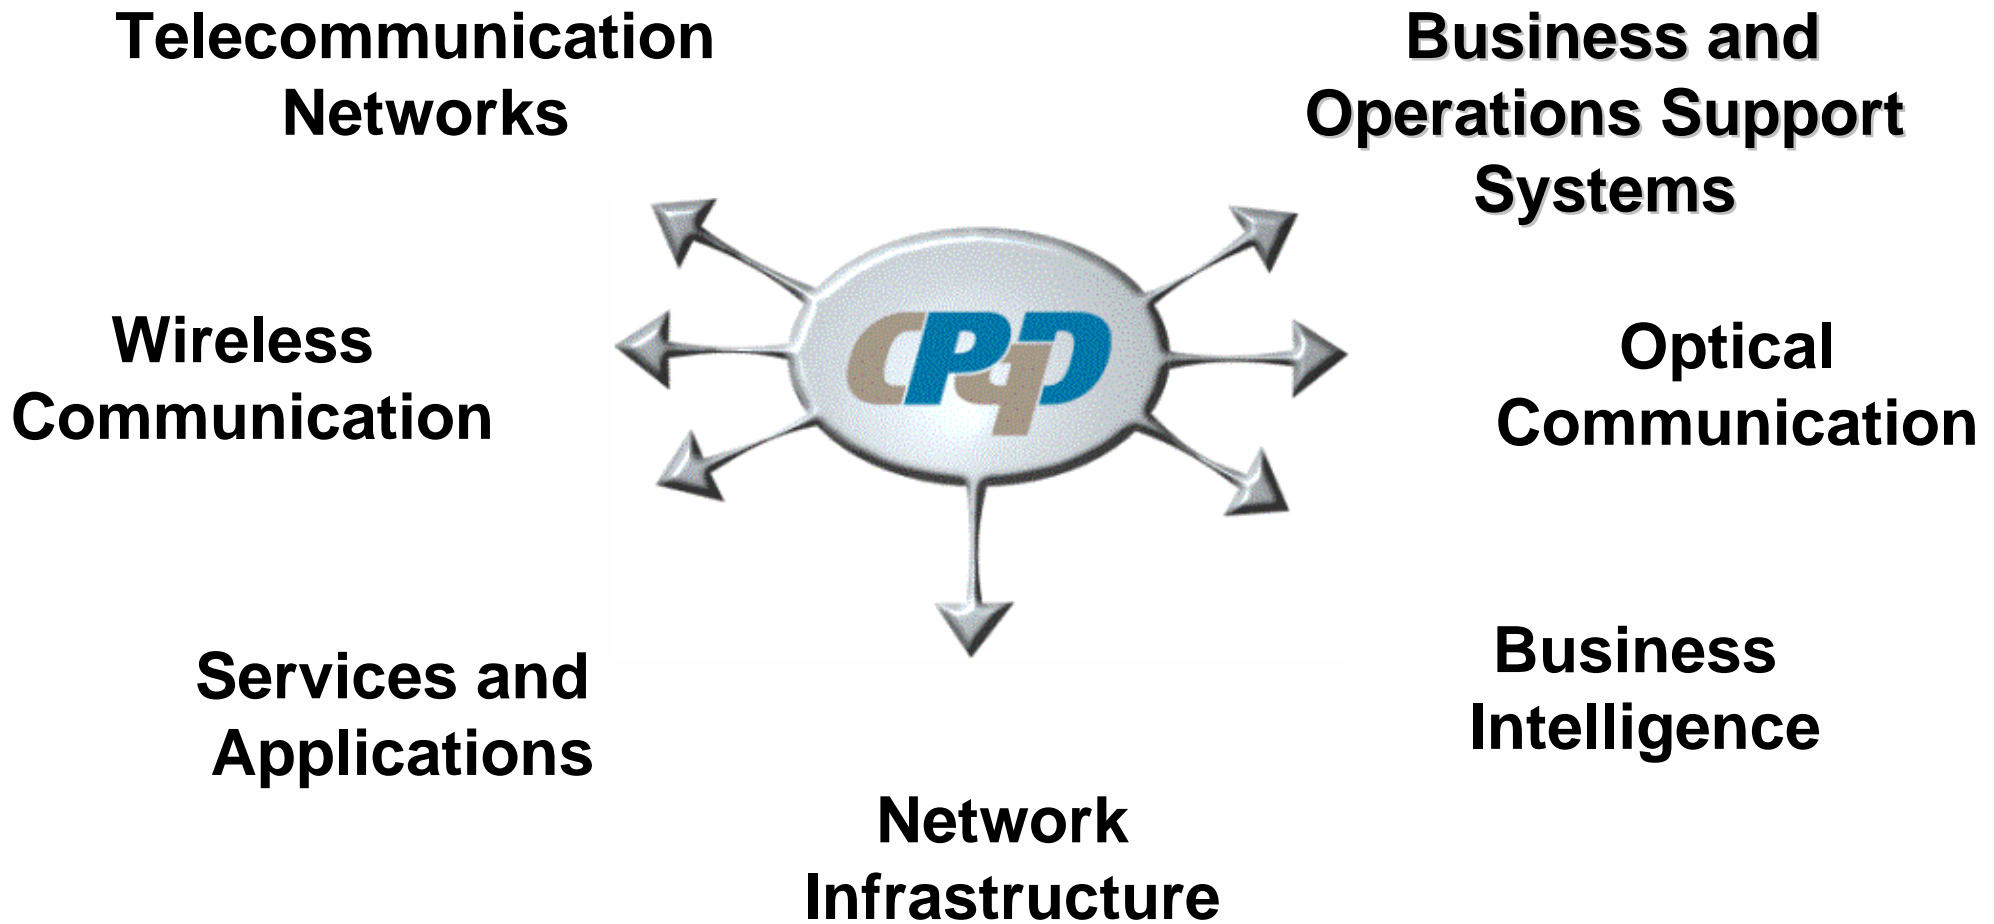 Telecommunication
Networks
Business and
Operations Support
Systems
Wireless
Communication
CPqD
Optical
Communication
Services and
Applications
Business
Intelligence
Network
Infrastructure